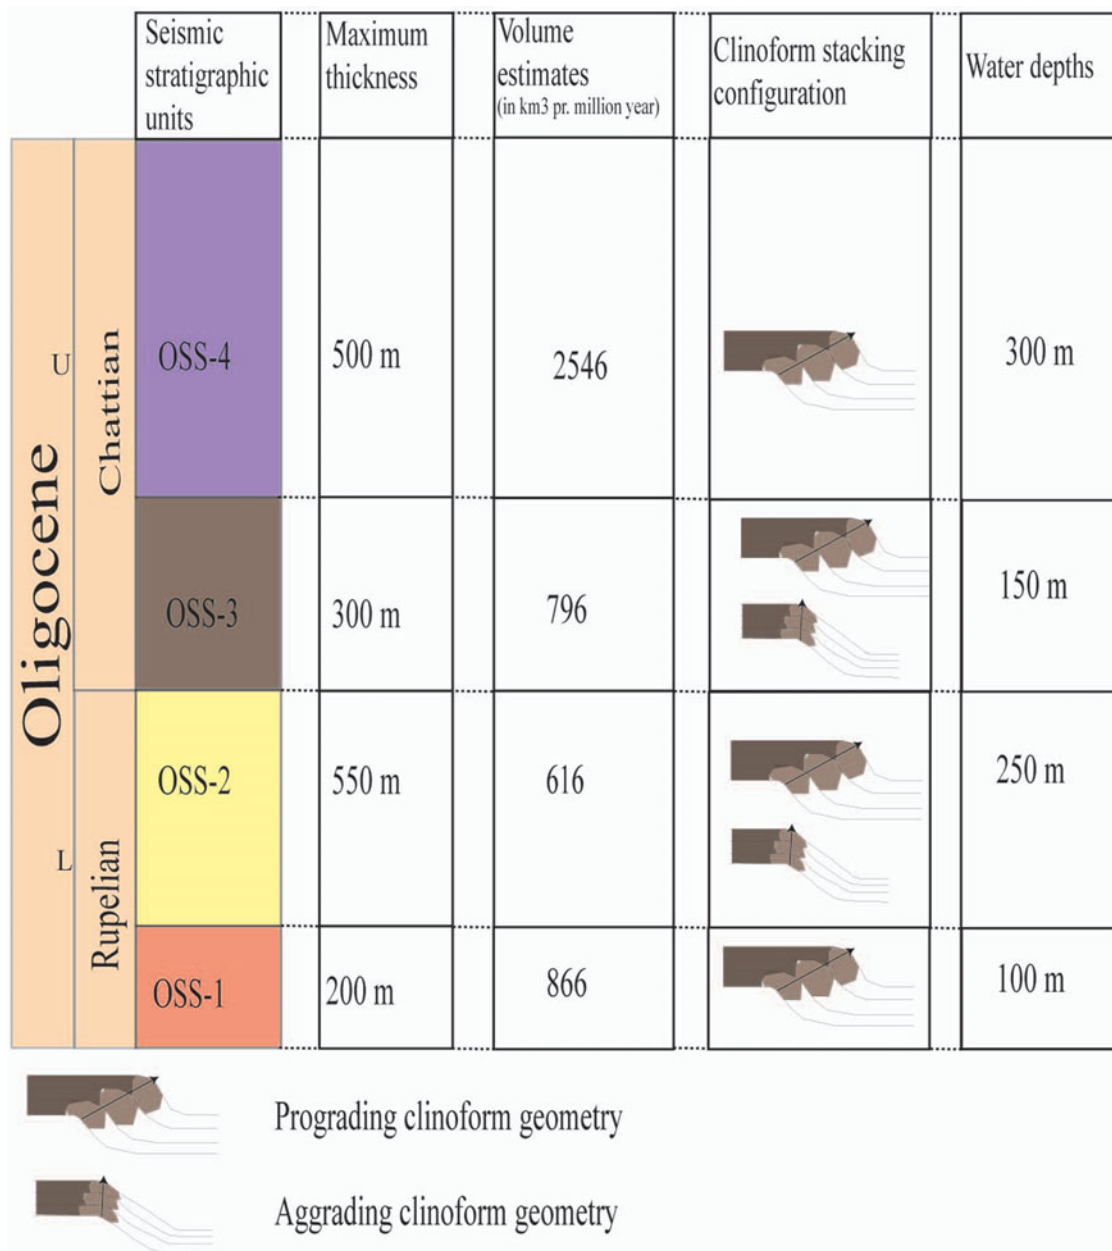 Seismic
stratigraphic
units
Maximum
thickness
Volume
estimates
(in km3 pr. million year)
Clinoform stacking
configuration
Water depths
Oligocene
U
Chattian
OSS-4
500 m
2546
300 m
OSS-3
300 m
796
150 m
L
Rupelian
OSS-2
550 m
616
250 m
OSS-1
200 m
866
100 m
Prograding clinoform geometry
Aggrading clinoform geometry